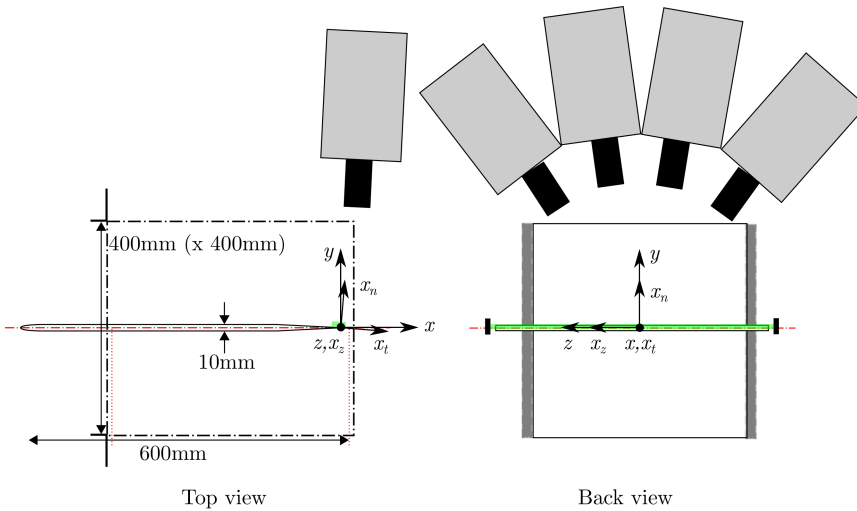 400mm (x 400mm)
y
x_n
x
z,x_z
x_t
10mm
600mm
Top view
y
x_n
z
x_z
x,x_t
Back view